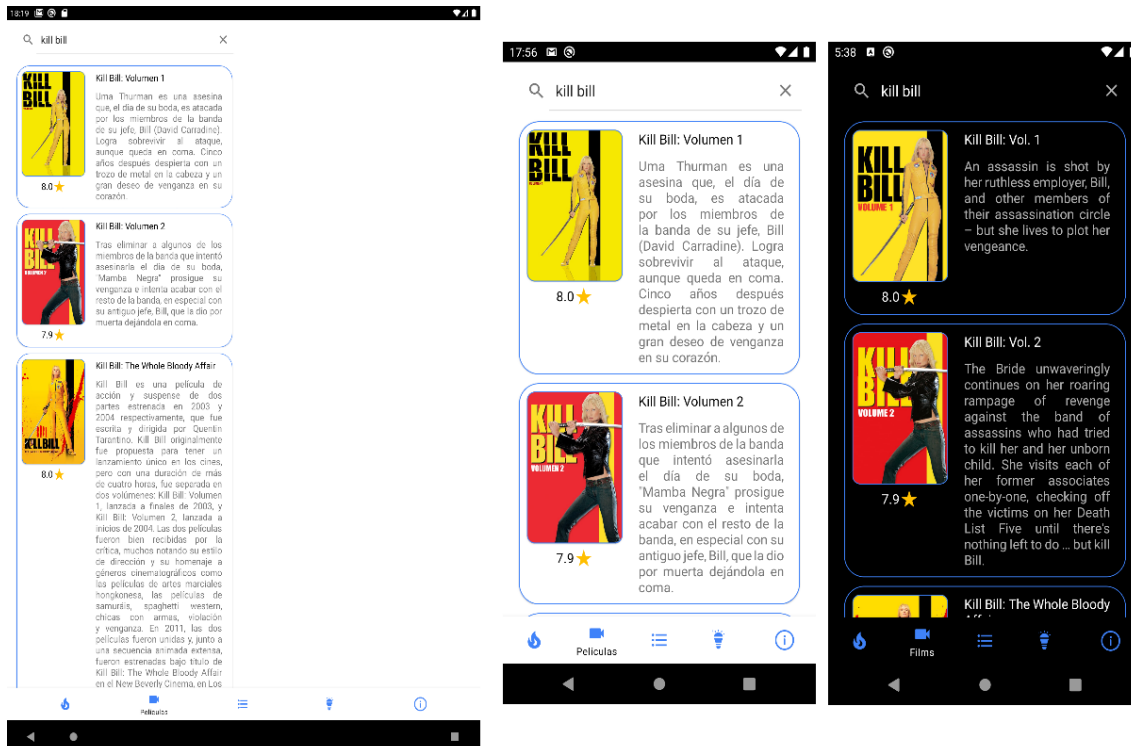 18:19
kill bill
KILL
BILL
Kill Bill: Volumen 1
Uma Thurman es una asesina
que, el día de su boda, es atacada
por los miembros de la banda
de su jefe, Bill (David Carradine).
Logra sobrevivir al ataque,
aunque queda en coma. Cinco
años después despierta con un
trozo de metal en la cabeza y un
gran deseo de venganza en su
corazón.
8.0
KILL
BILL
VOLUMEN 2
Kill Bill: Volumen 2
Tras eliminar a algunos de los
miembros de la banda que intentó
asesinarla el día de su boda,
"Mamba Negra" prosigue su
venganza e intenta acabar con el
resto de la banda, en especial con
su antiguo jefe, Bill, que la dio por
muerta dejándola en coma.
7.9
KILL BILL
Kill Bill: The Whole Bloody Affair
Kill Bill es una película de
acción y suspense de dos
partes estrenada en 2003 y
2004 respectivamente, que fue
escrita y dirigida por Quentin
Tarantino. Kill Bill originalmente
fue propuesta para tener un
lanzamiento único en los cines,
pero con una duración de más
de cuatro horas, fue separada en
dos volúmenes: Kill Bill: Volumen
1, lanzada a finales de 2003, y
Kill Bill: Volumen 2, lanzada a
inicios de 2004. Las dos películas
fueron bien recibidas por la
crítica, muchos notando su estilo
de dirección y su homenaje a
géneros cinematográficos como
las películas de artes marciales
hongkonesa, las películas de
samuráis, spaghetti western,
chicas con armas, violación
y venganza. En 2011, las dos
películas fueron unidas y, junto a
una secuencia animada extensa,
fueron estrenadas bajo título de
Kill Bill: The Whole Bloody Affair
en el New Beverly Cinema, en Los
8.0
Películas
17:56
kill bill
KILL
BILL
Kill Bill: Volumen 1
Uma Thurman es una
asesina que, el día de
su boda, es atacada
por los miembros de
la banda de su jefe, Bill
(David Carradine). Logra
sobrevivir al ataque,
aunque queda en coma.
Cinco años después
despierta con un trozo de
metal en la cabeza y un
gran deseo de venganza
en su corazón.
8.0
KILL
BILL
VOLUMEN 2
Kill Bill: Volumen 2
Tras eliminar a algunos de
los miembros de la banda
que intentó asesinarla
el día de su boda,
"Mamba Negra" prosigue
su venganza e intenta
acabar con el resto de la
banda, en especial con su
antiguo jefe, Bill, que la dio
por muerta dejándola en
coma.
7.9
Películas
5:38
kill bill
KILL
BILL
VOLUME 1
Kill Bill: Vol. 1
An assassin is shot by
her ruthless employer, Bill,
and other members of
their assassination circle
– but she lives to plot her
vengeance.
8.0
KILL
BILL
VOLUME 2
Kill Bill: Vol. 2
The Bride unwaveringly
continues on her roaring
rampage of revenge
against the band of
assassins who had tried
to kill her and her unborn
child. She visits each of
her former associates
one-by-one, checking off
the victims on her Death
List Five until there's
nothing left to do … but kill
Bill.
7.9
Kill Bill: The Whole Bloody
Affair
Films